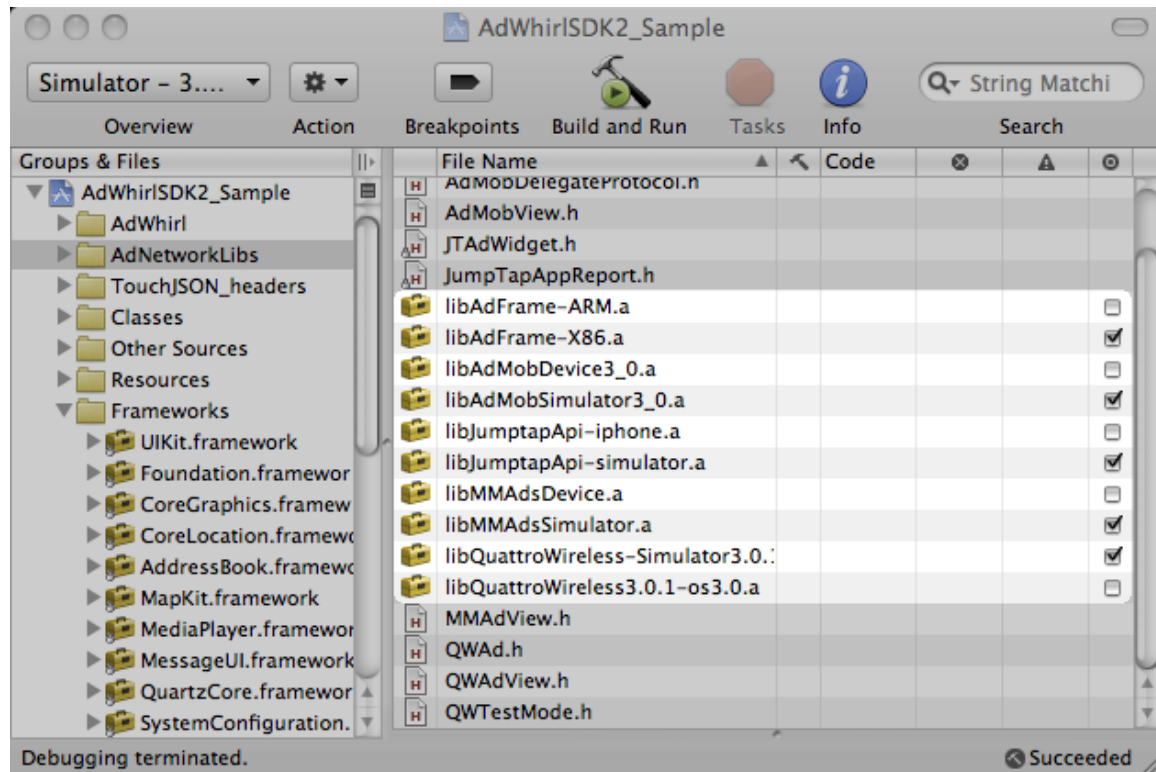 AdWhirlSDK2_Sample
Simulator – 3....
String Matchi
Overview
Action
Breakpoints
Build and Run
Tasks
Info
Search
Groups & Files
File Name
Code
AdWhirlSDK2_Sample
AdWhirl
AdNetworkLibs
TouchJSON_headers
Classes
Other Sources
Resources
Frameworks
UIKit.framework
Foundation.framewor
CoreGraphics.framew
CoreLocation.framewo
AddressBook.framewo
MapKit.framework
MediaPlayer.framewor
MessageUI.framework
QuartzCore.framewor
SystemConfiguration.
AdMobDelegateProtocol.h
AdMobView.h
JTAdWidget.h
JumpTapAppReport.h
libAdFrame-ARM.a
libAdFrame-X86.a
libAdMobDevice3_0.a
libAdMobSimulator3_0.a
libJumptapApi-iphone.a
libJumptapApi-simulator.a
libMMAdsDevice.a
libMMAdsSimulator.a
libQuattroWireless-Simulator3.0.:
libQuattroWireless3.0.1-os3.0.a
MMAdView.h
QWAd.h
QWAdView.h
QWTestMode.h
Debugging terminated.
Succeeded